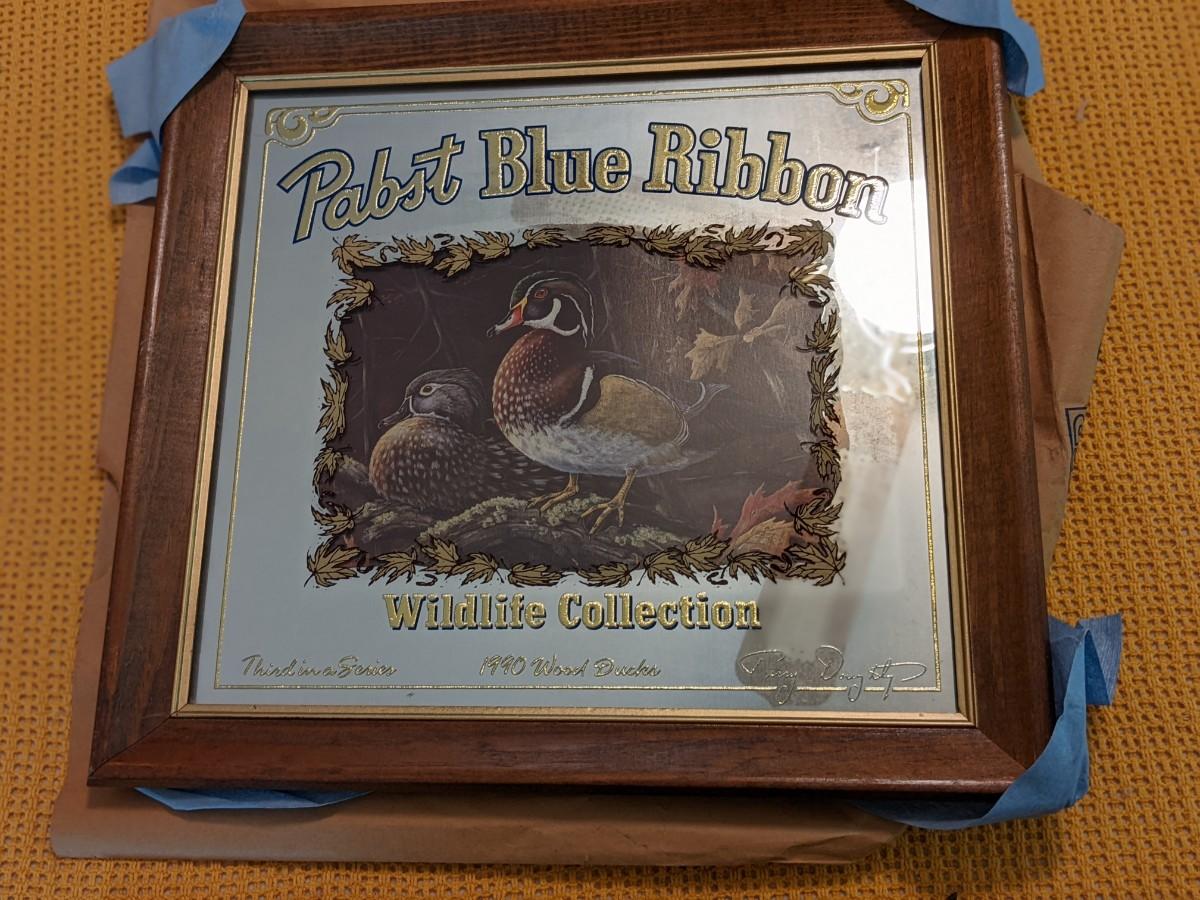 Pabst Blue Ribbon
Wildlife Collection
Third in a Series 1990 Wood Ducks